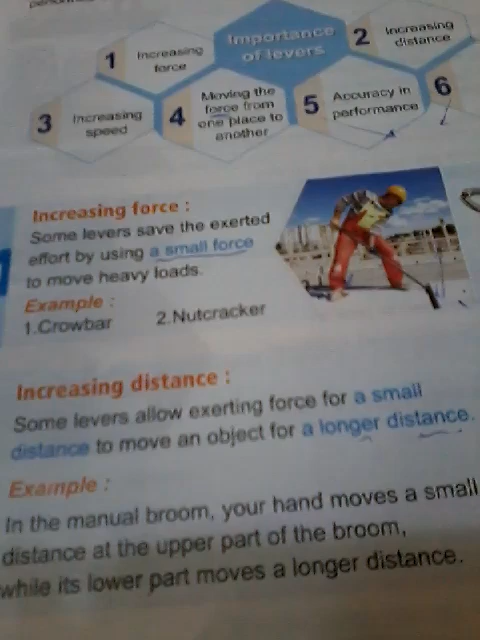 Importance
of levers
1
Increasing
force
2
Increasing
distance
3
Increasing
speed
4
Moving the
force from
one place to
another
5
Accuracy in
performance
6
Increasing force :
Some levers save the exerted
effort by using a small force
to move heavy loads.
Example :
1.Crowbar 2.Nutcracker
Increasing distance :
Some levers allow exerting force for a small
distance to move an object for a longer distance.
Example :
In the manual broom, your hand moves a small
distance at the upper part of the broom,
while its lower part moves a longer distance.